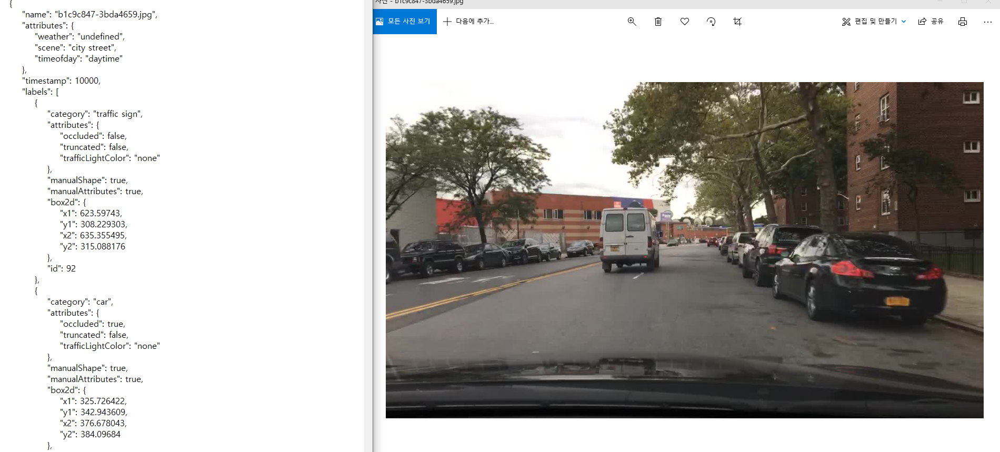 {
"name": "b1c9c847-3bda4659.jpg",
"attributes": {
"weather": "undefined",
"scene": "city street",
"timeofday": "daytime"
},
"timestamp": 10000,
"labels": [
{
"category": "traffic sign",
"attributes": {
"occluded": false,
"truncated": false,
"trafficLightColor": "none"
},
"manualShape": true,
"manualAttributes": true,
"box2d": {
"x1": 623.59743,
"y1": 308.229303,
"x2": 635.355495,
"y2": 315.088176
},
"id": 92
},
{
"category": "car",
"attributes": {
"occluded": true,
"truncated": false,
"trafficLightColor": "none"
},
"manualShape": true,
"manualAttributes": true,
"box2d": {
"x1": 325.726422,
"y1": 342.943609,
"x2": 376.678043,
"y2": 384.09684
},
사진 - b1c9c847-3bda4659.jpg
모든 사진 보기
다음에 추가...
편집 및 만들기
공유